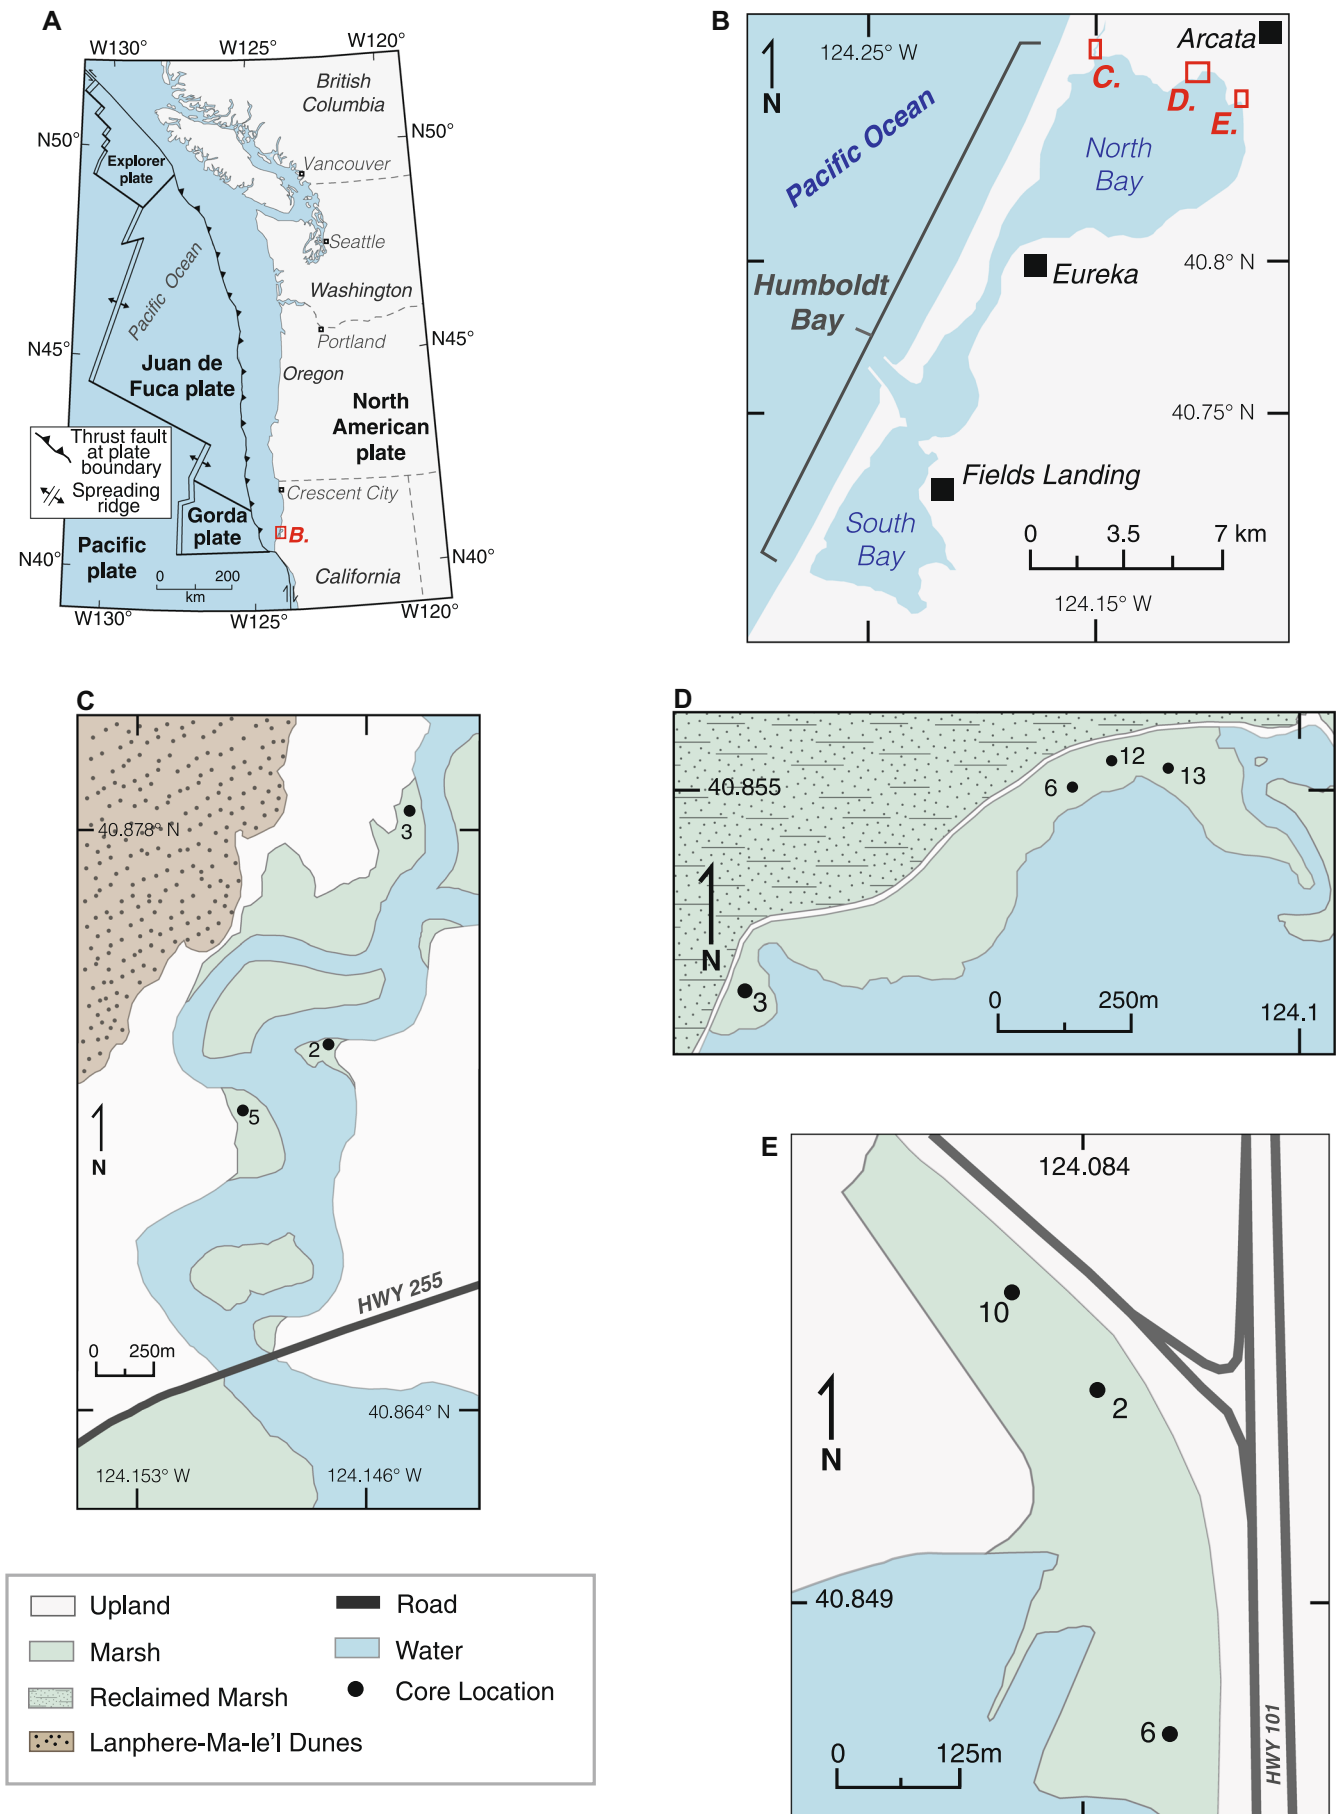 A
W130°
W125°
W120°
British
Columbia
N50°
N50°
Explorer
plate
Vancouver
Seattle
Pacific Ocean
Washington
Portland
N45°
N45°
Juan de
Fuca plate
Oregon
North
American
plate
Thrust fault
at plate
boundary
Spreading
ridge
Crescent City
Gorda
plate
B.
Pacific
plate
N40°
N40°
0 200
km
California
W130°
W125°
W120°
B
124.25° W
N
Arcata
C.
D.
E.
Pacific Ocean
North
Bay
40.8° N
Eureka
Humboldt
Bay
40.75° N
Fields Landing
South
Bay
0 3.5 7 km
124.15° W
C
40.878° N
3
2
5
N
HWY 255
0 250m
40.864° N
124.153° W
124.146° W
D
12
13
6
40.855
N
3
0 250m
124.1
E
124.084
10
2
N
40.849
6
0 125m
HWY 101
Upland
Road
Marsh
Water
Reclaimed Marsh
Core Location
Lanphere-Ma-le'l Dunes